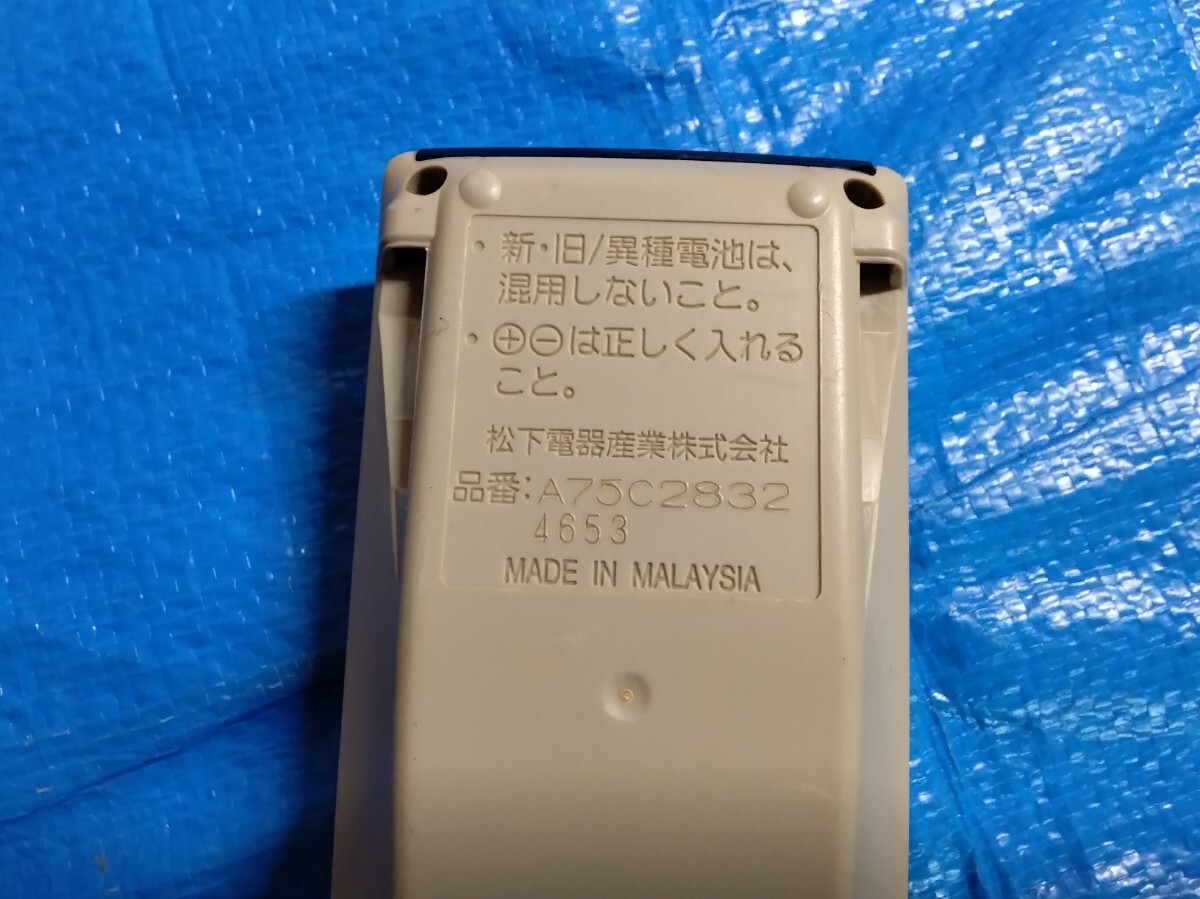 ・新・旧/異種電池は、
混用しないこと。
・⊕⊖は正しく入れる
こと。
松下電器産業株式会社
品番:A75C2832
4653
MADE IN MALAYSIA